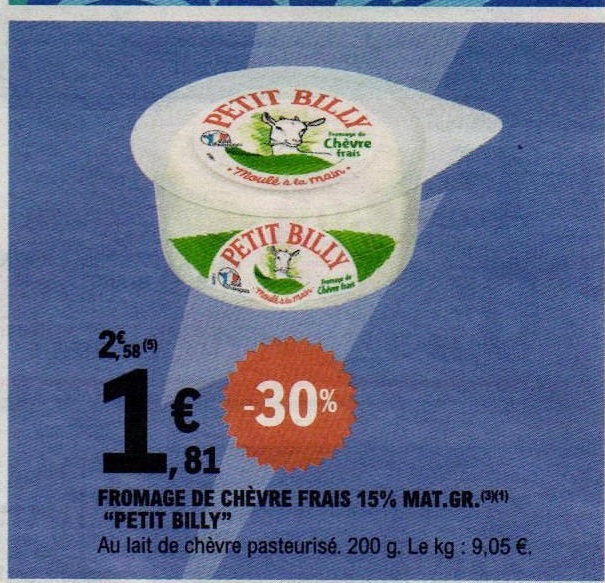 PETIT BILLY
Fromage de
Chèvre
frais
Moulé à la main
PETIT BILLY
Fromage de
Chèvre frais
Moulé à la main
2,€58 (5)
1€,81
-30%
FROMAGE DE CHÈVRE FRAIS 15% MAT.GR.(3)(1)
“PETIT BILLY”
Au lait de chèvre pasteurisé. 200 g. Le kg : 9,05 €.